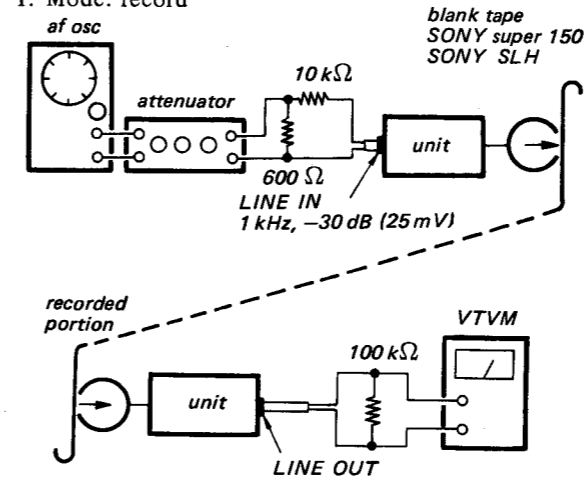 1. Mode: record
af osc
blank tape
SONY super 150
SONY SLH
attenuator
10 kΩ
unit
600 Ω
LINE IN
1 kHz, −30 dB (25 mV)
recorded
portion
VTVM
100 kΩ
unit
LINE OUT